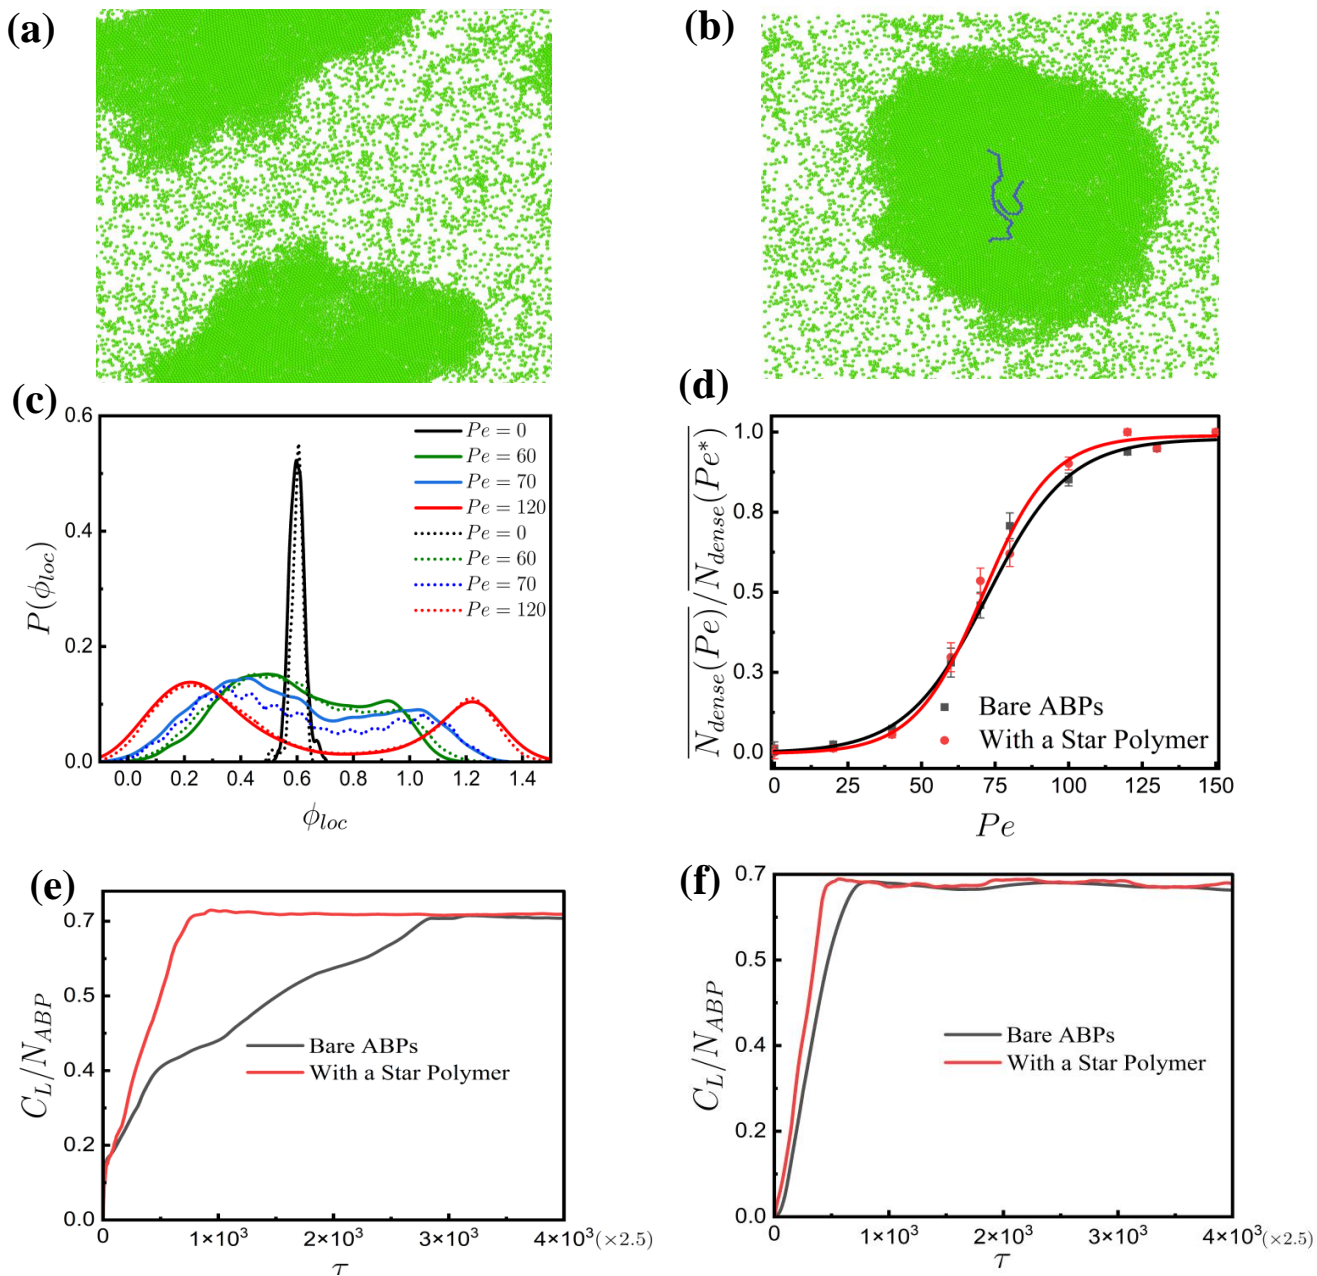 (a)
(b)
(c)
0.6
0.4
0.2
0.0
P(ϕ_loc)
Pe = 0
Pe = 60
Pe = 70
Pe = 120
Pe = 0
Pe = 60
Pe = 70
Pe = 120
0.0 0.2 0.4 0.6 0.8 1.0 1.2 1.4
ϕ_loc
(d)
N_dense(Pe)/N_dense(Pe*)
1.0
0.8
0.5
0.3
0.0
Bare ABPs
With a Star Polymer
0 25 50 75 100 125 150
Pe
(e)
C_L/N_ABP
0.7
0.5
0.4
0.2
0.0
Bare ABPs
With a Star Polymer
0 1×10³ 2×10³ 3×10³ 4×10³(×2.5)
τ
(f)
C_L/N_ABP
0.7
0.5
0.4
0.2
0.0
Bare ABPs
With a Star Polymer
0 1×10³ 2×10³ 3×10³ 4×10³(×2.5)
τ